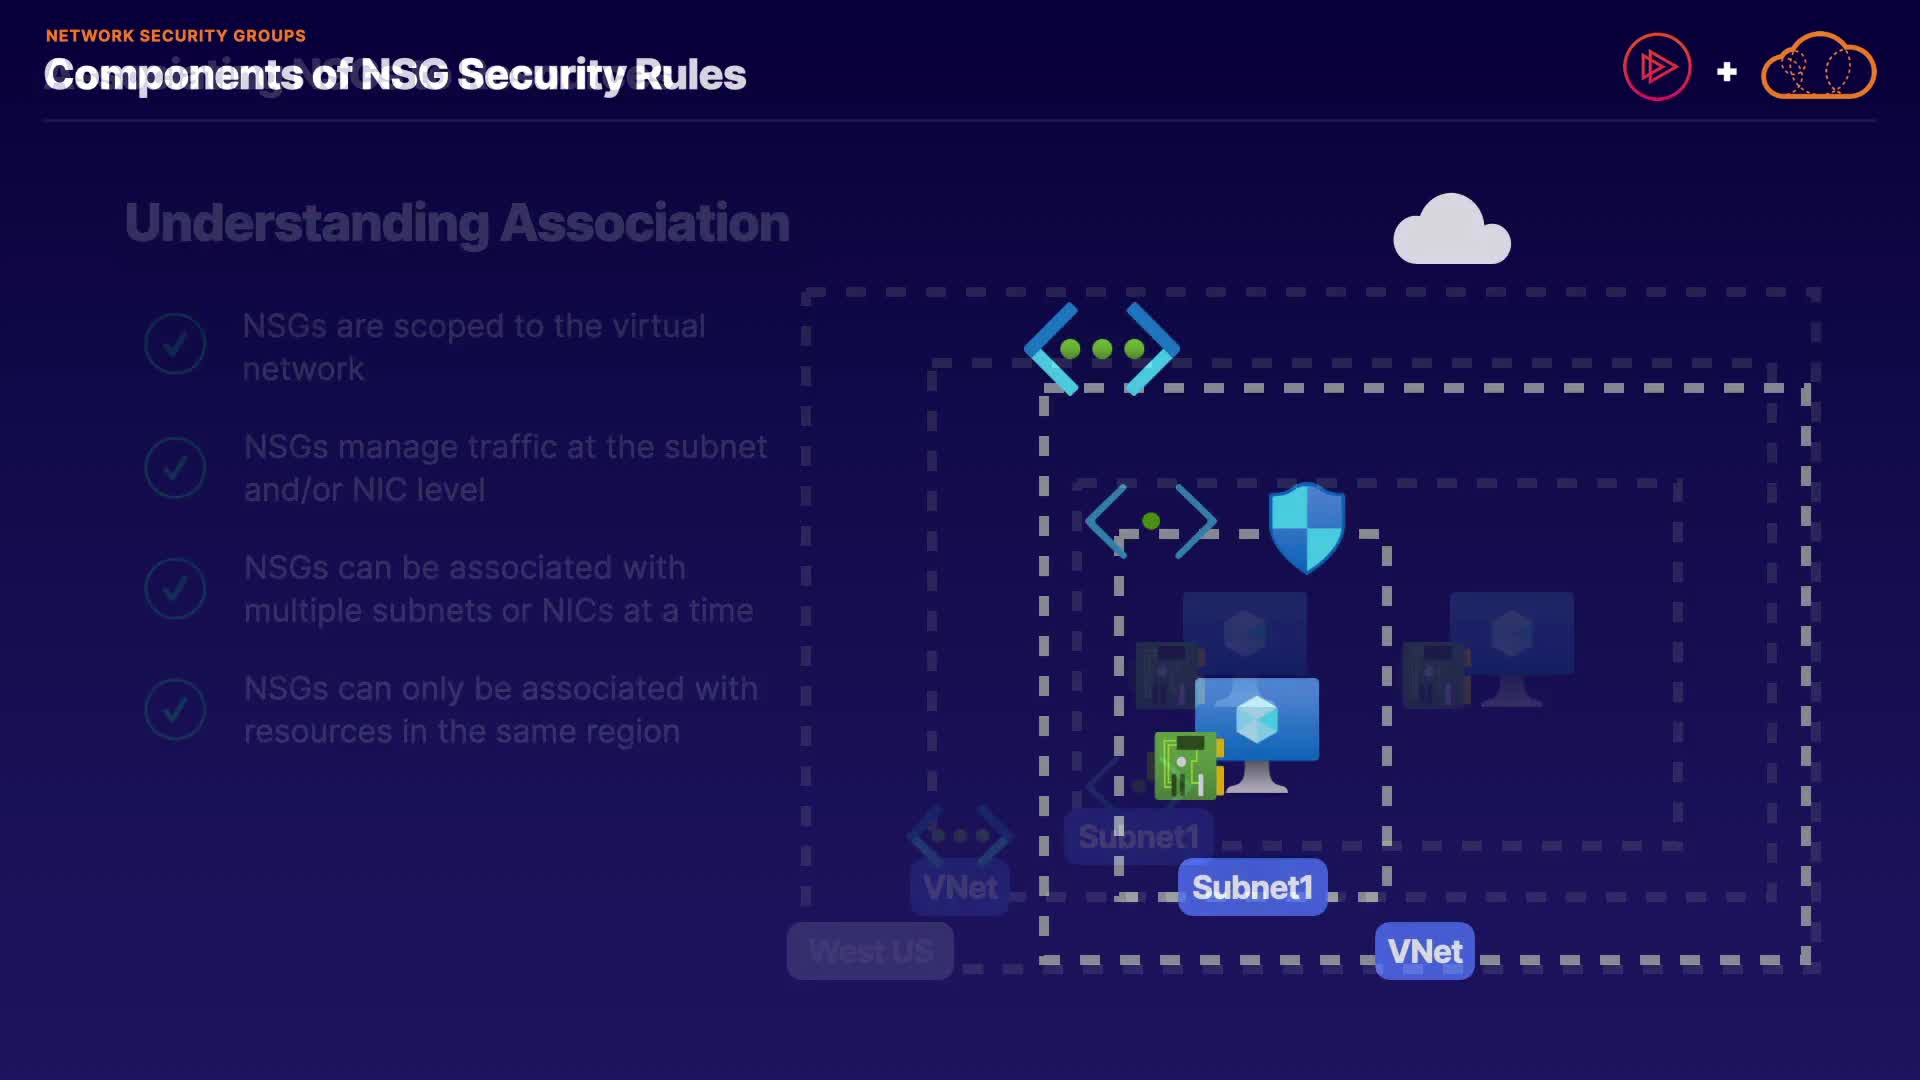 NETWORK SECURITY GROUPS
Components of NSG Security Rules
Understanding Association
NSGs are scoped to the virtual
network
NSGs manage traffic at the subnet
and/or NIC level
NSGs can be associated with
multiple subnets or NICs at a time
NSGs can only be associated with
resources in the same region
Subnet1
VNet
Subnet1
West US
VNet